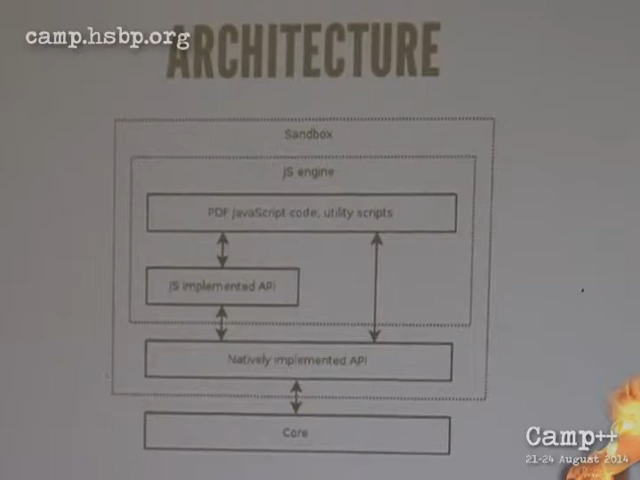 camp.hsbp.org
ARCHITECTURE
Sandbox
JS engine
PDF JavaScript code, utility scripts
JS implemented API
Natively implemented API
Core
Camp++
21-24 August 2014